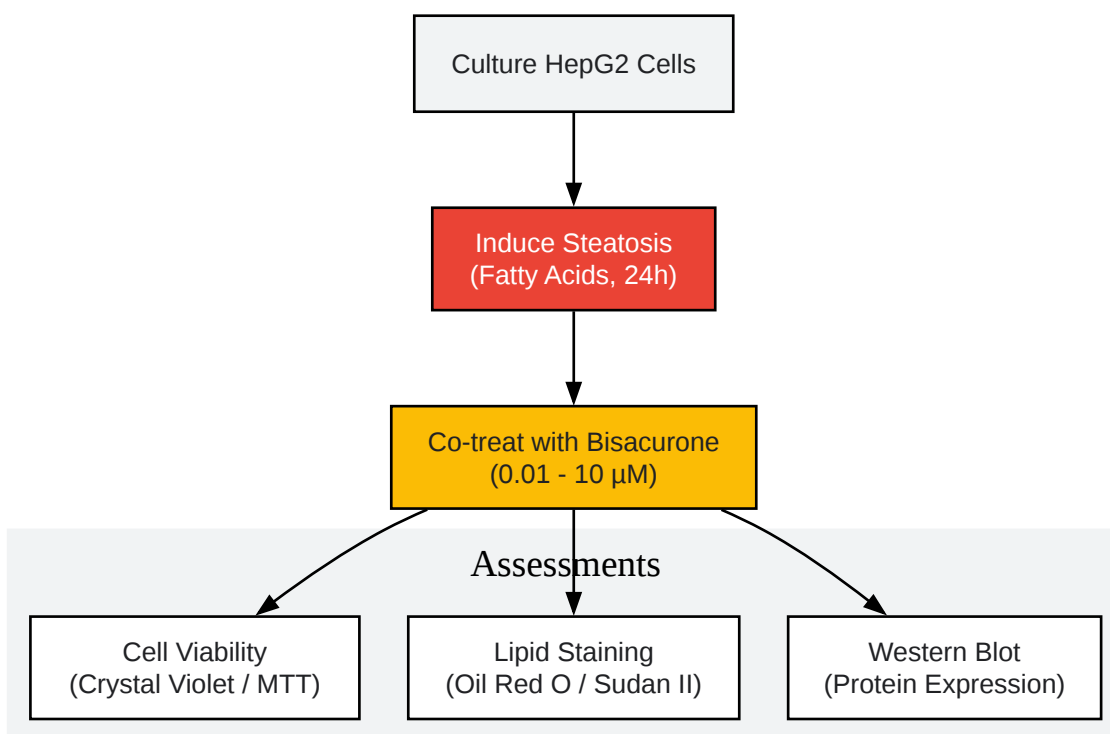 Culture HepG2 Cells
Induce Steatosis
(Fatty Acids, 24h)
Co-treat with Bisacurone
(0.01 - 10 µM)
Assessments
Cell Viability
(Crystal Violet / MTT)
Lipid Staining
(Oil Red O / Sudan II)
Western Blot
(Protein Expression)